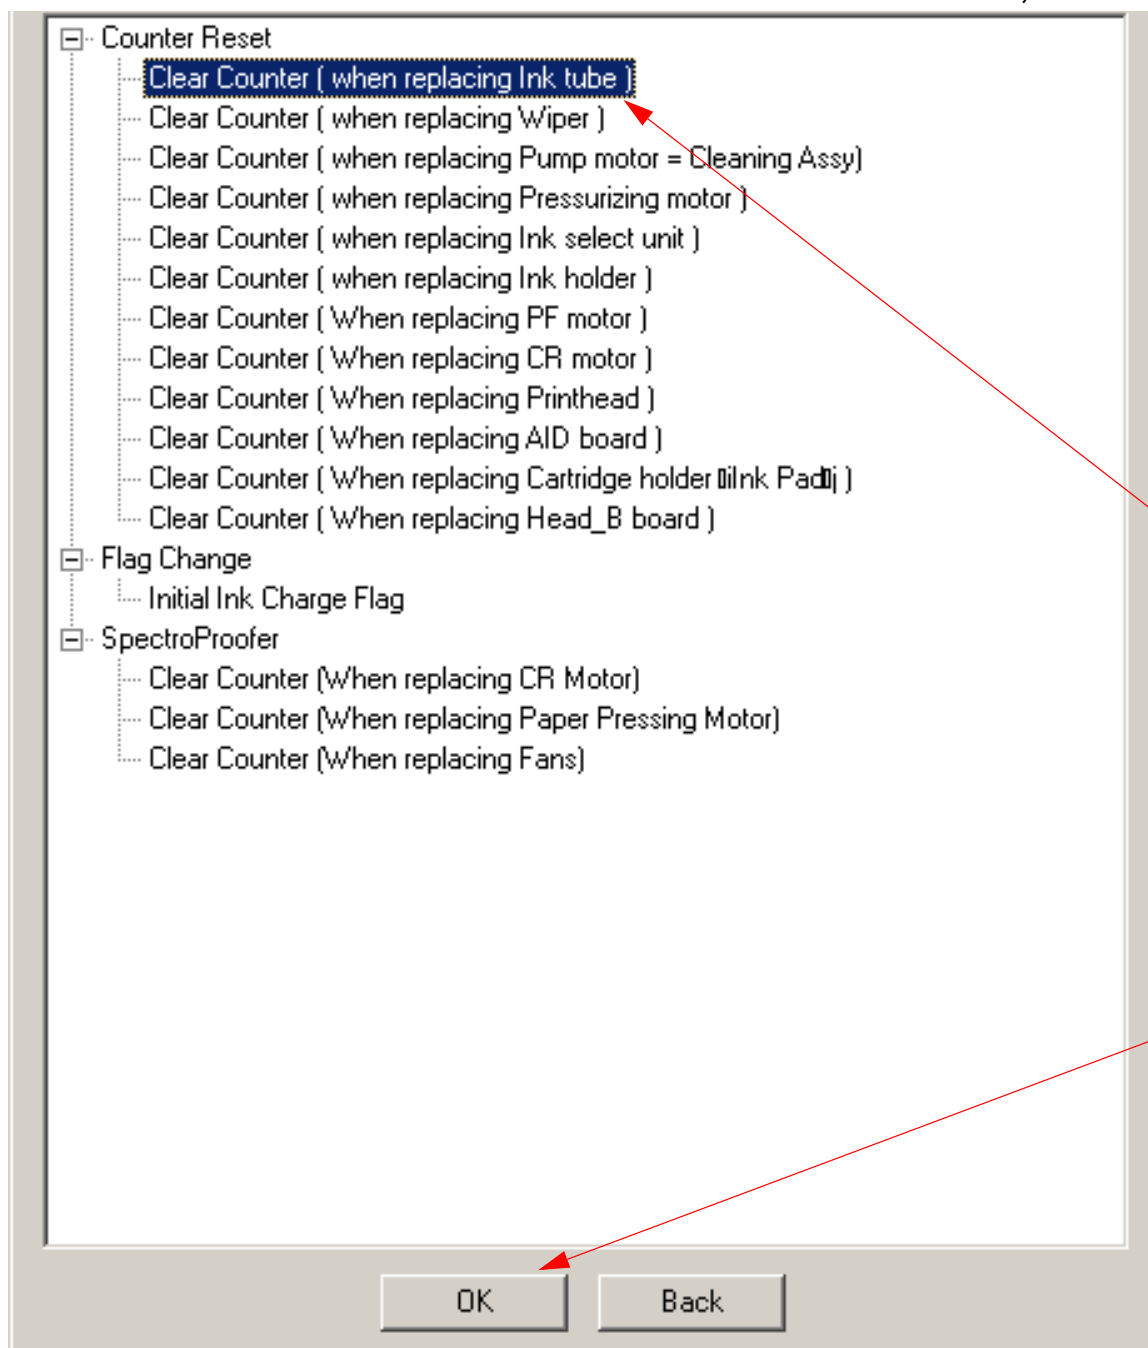 Counter Reset
Clear Counter ( when replacing Ink tube )
Clear Counter ( when replacing Wiper )
Clear Counter ( when replacing Pump motor = Cleaning Assy)
Clear Counter ( when replacing Pressurizing motor )
Clear Counter ( when replacing Ink select unit )
Clear Counter ( when replacing Ink holder )
Clear Counter ( When replacing PF motor )
Clear Counter ( When replacing CR motor )
Clear Counter ( When replacing Printhead )
Clear Counter ( When replacing AID board )
Clear Counter ( When replacing Cartridge holder iInk Padj )
Clear Counter ( When replacing Head_B board )
Flag Change
Initial Ink Charge Flag
SpectroProofer
Clear Counter (When replacing CR Motor)
Clear Counter (When replacing Paper Pressing Motor)
Clear Counter (When replacing Fans)
OK Back